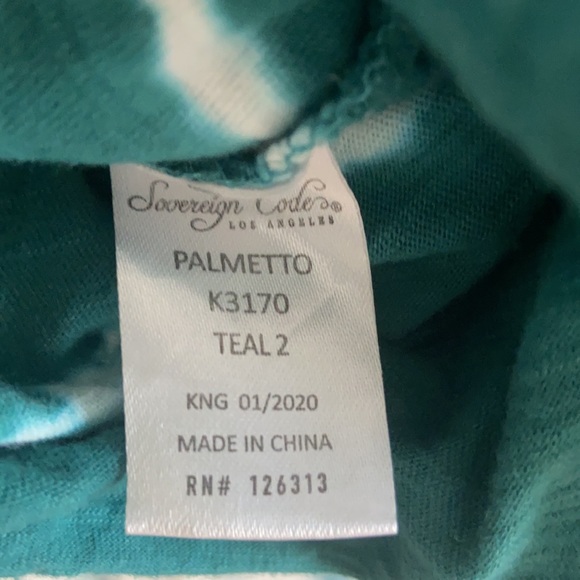 Sovereign Code®
LOS ANGELES
PALMETTO
K3170
TEAL 2
KNG 01/2020
MADE IN CHINA
RN# 126313